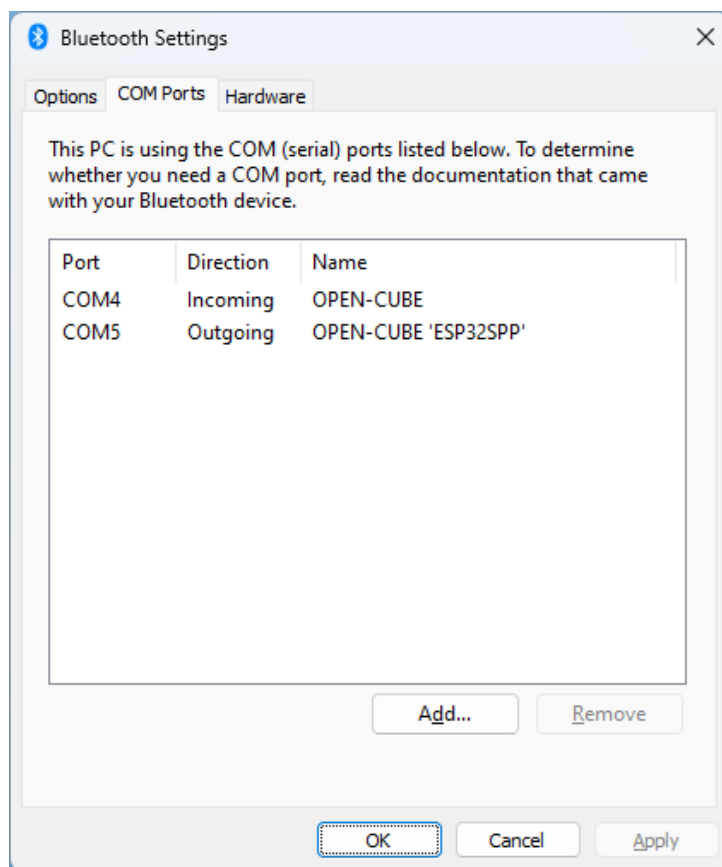 Bluetooth Settings
Options COM Ports Hardware
This PC is using the COM (serial) ports listed below. To determine
whether you need a COM port, read the documentation that came
with your Bluetooth device.
Port Direction Name
COM4 Incoming OPEN-CUBE
COM5 Outgoing OPEN-CUBE 'ESP32SPP'
Add... Remove
OK Cancel Apply